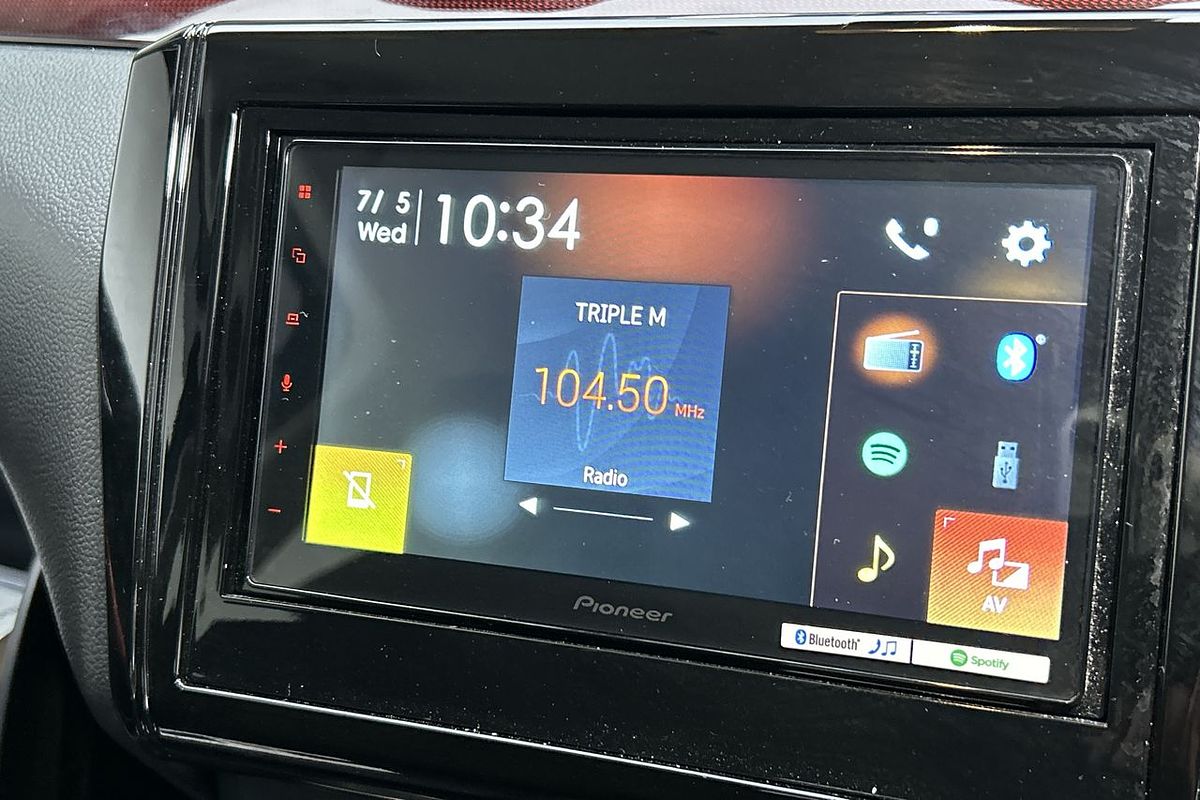 7/ 5
Wed
10:34
TRIPLE M
104.50 MHz
Radio
AV
Pioneer
Bluetooth®
Spotify